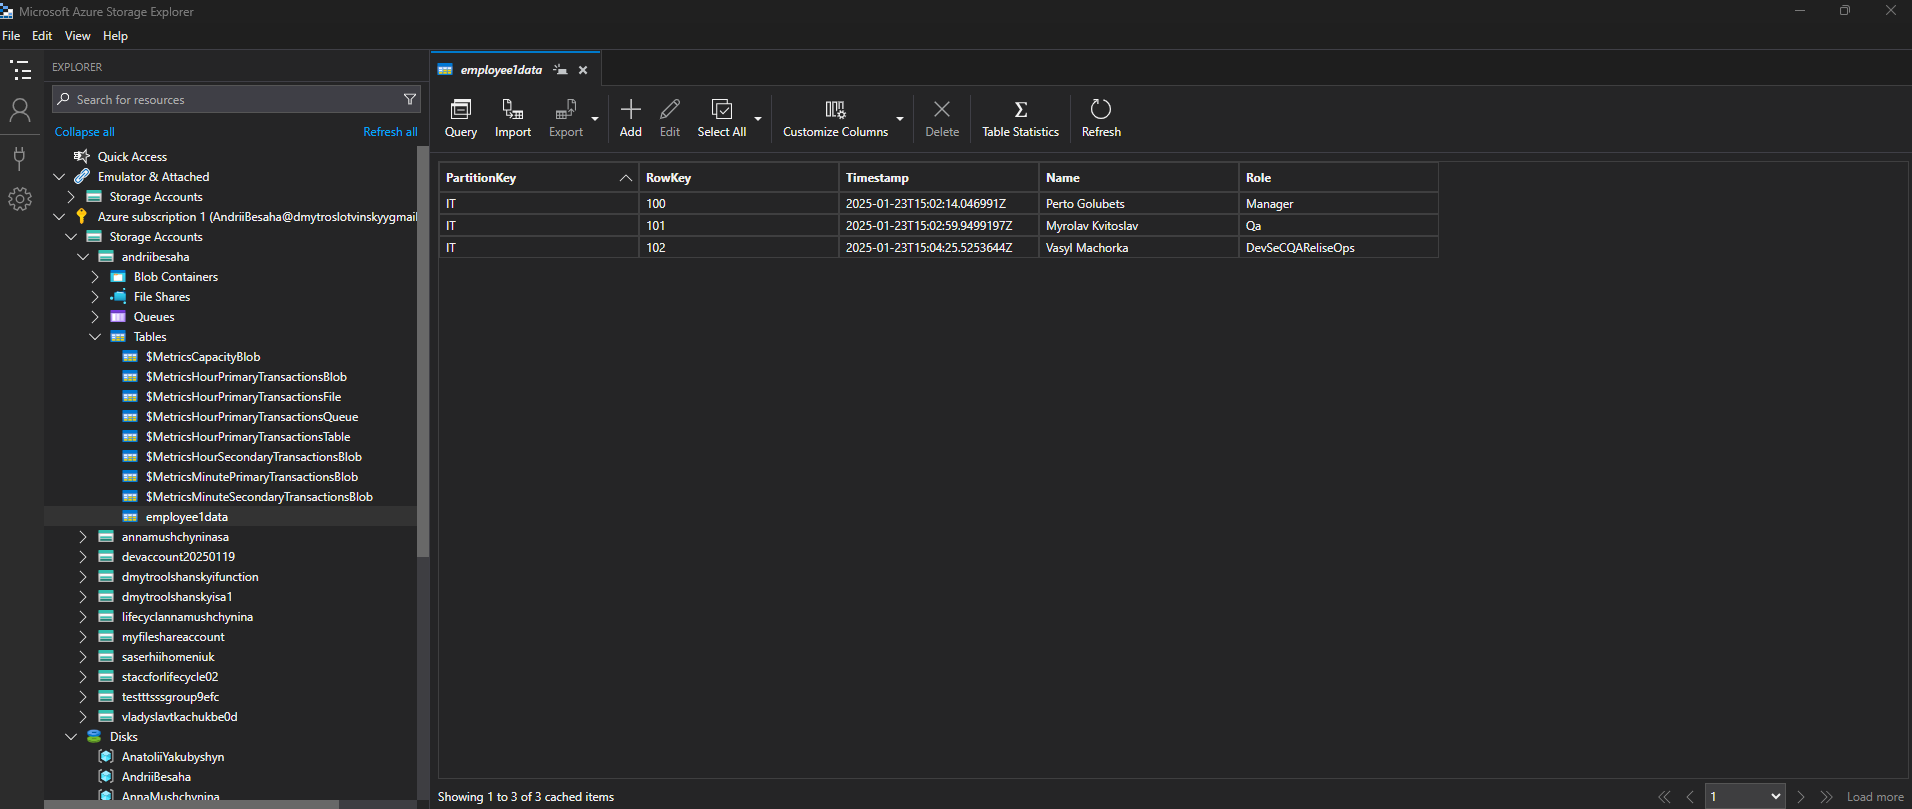 Microsoft Azure Storage Explorer
File Edit View Help
EXPLORER
Search for resources
Collapse all Refresh all
Quick Access
Emulator & Attached
Storage Accounts
Azure subscription 1 (AndriiBesaha@dmytroslotvinskyygmail
Storage Accounts
andriibesaha
Blob Containers
File Shares
Queues
Tables
$MetricsCapacityBlob
$MetricsHourPrimaryTransactionsBlob
$MetricsHourPrimaryTransactionsFile
$MetricsHourPrimaryTransactionsQueue
$MetricsHourPrimaryTransactionsTable
$MetricsHourSecondaryTransactionsBlob
$MetricsMinutePrimaryTransactionsBlob
$MetricsMinuteSecondaryTransactionsBlob
employee1data
annamushchyninasa
devaccount20250119
dmytroolshanskyifunction
dmytroolshanskyisa1
lifecyclannamushchynina
myfileshareaccount
saserhiihomeniuk
staccforlifecycle02
testttsssgroup9efc
vladyslavtkachukbe0d
Disks
AnatoliiYakubyshyn
AndriiBesaha
AnnaMushchynina
employee1data
Query Import Export Add Edit Select All Customize Columns Delete Table Statistics Refresh
PartitionKey RowKey Timestamp Name Role
IT 100 2025-01-23T15:02:14.046991Z Perto Golubets Manager
IT 101 2025-01-23T15:02:59.9499197Z Myrolav Kvitoslav Qa
IT 102 2025-01-23T15:04:25.5253644Z Vasyl Machorka DevSeCQAReliseOps
Showing 1 to 3 of 3 cached items
1 Load more